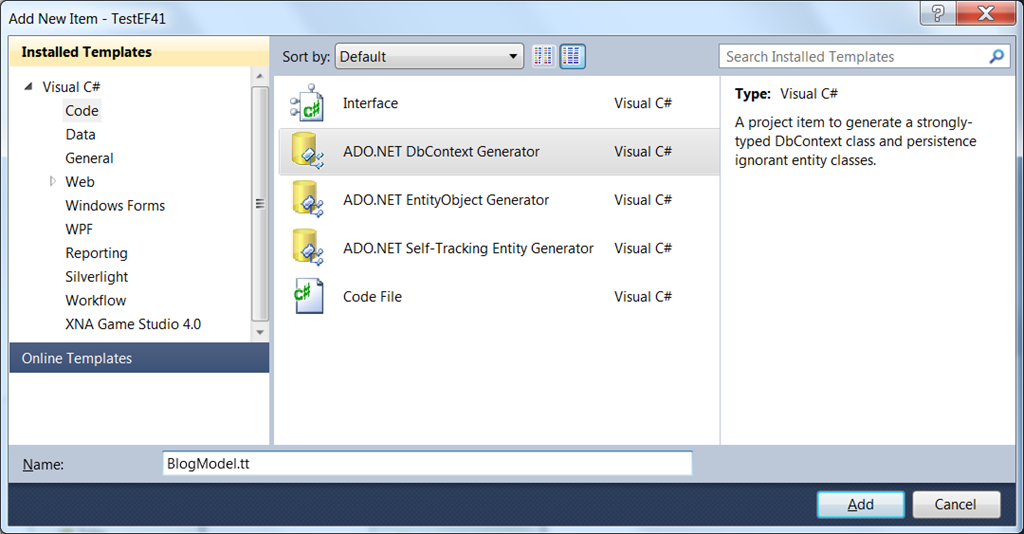 Add New Item - TestEF41
Installed Templates
Visual C#
Code
Data
General
Web
Windows Forms
WPF
Reporting
Silverlight
Workflow
XNA Game Studio 4.0
Online Templates
Sort by: Default
Search Installed Templates
Interface Visual C#
ADO.NET DbContext Generator Visual C#
ADO.NET EntityObject Generator Visual C#
ADO.NET Self-Tracking Entity Generator Visual C#
Code File Visual C#
Type: Visual C#
A project item to generate a strongly-
typed DbContext class and persistence
ignorant entity classes.
Name: BlogModel.tt
Add Cancel